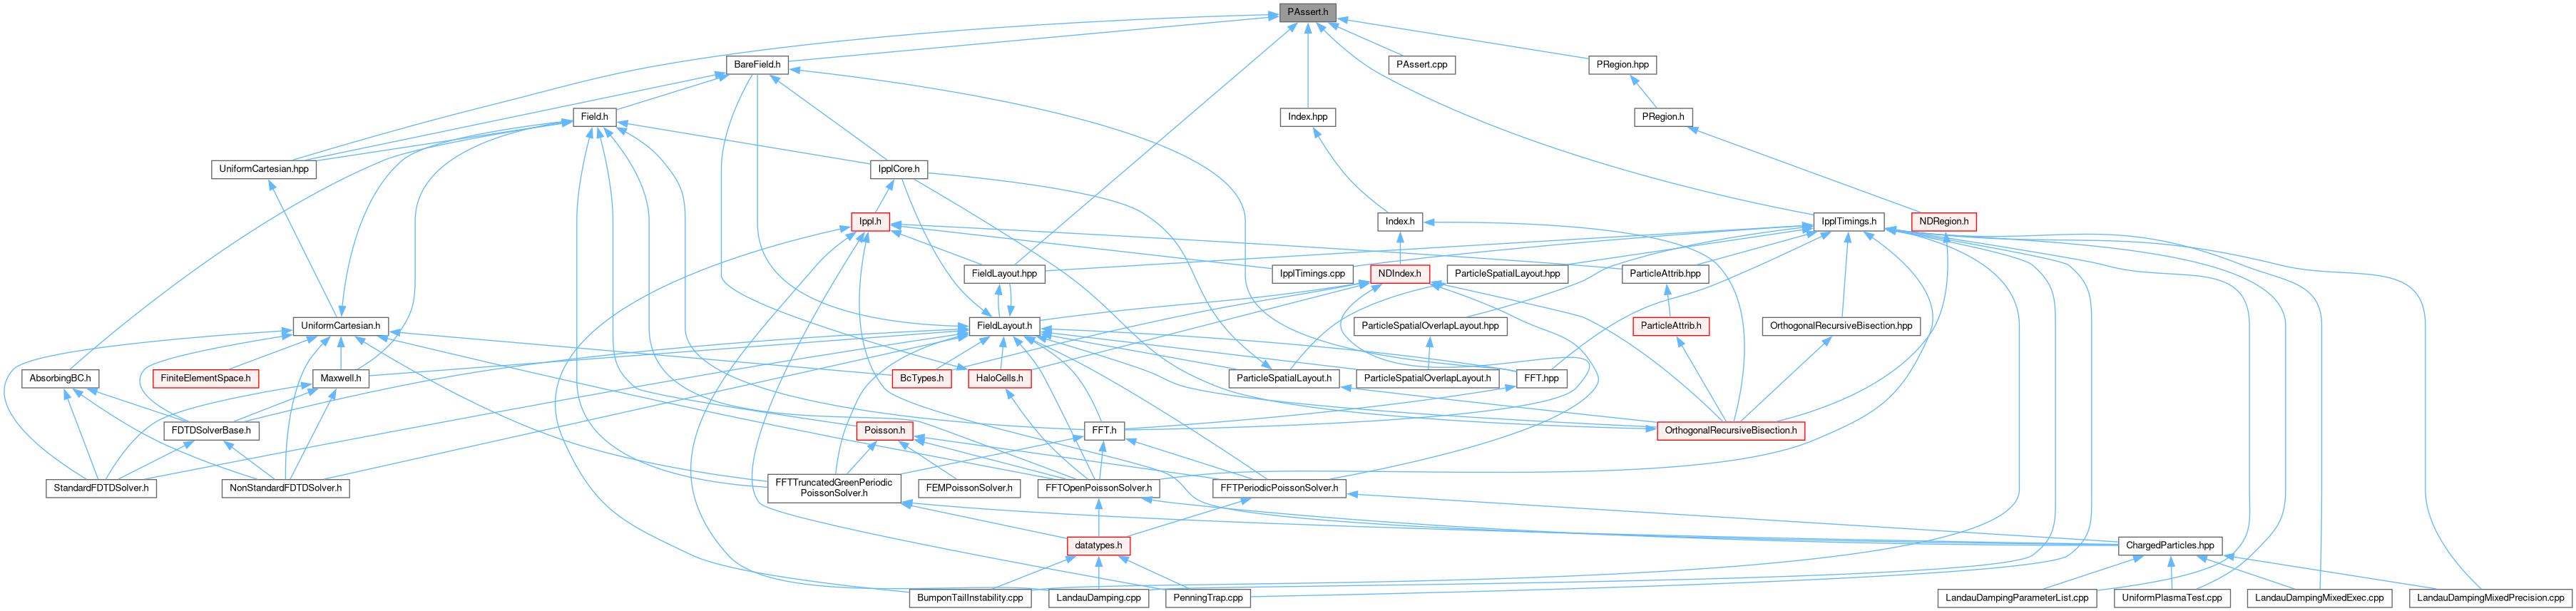 PAssert.h
BareField.h
PAssert.cpp
PRegion.hpp
Field.h
Index.hpp
PRegion.h
UniformCartesian.hpp
IpplCore.h
Ippl.h
Index.h
IpplTimings.h
NDRegion.h
FieldLayout.hpp
IpplTimings.cpp
NDIndex.h
ParticleSpatialLayout.hpp
ParticleAttrib.hpp
UniformCartesian.h
FieldLayout.h
ParticleSpatialOverlapLayout.hpp
ParticleAttrib.h
OrthogonalRecursiveBisection.hpp
AbsorbingBC.h
FiniteElementSpace.h
Maxwell.h
BcTypes.h
HaloCells.h
ParticleSpatialLayout.h
ParticleSpatialOverlapLayout.h
FFT.hpp
FDTDSolverBase.h
Poisson.h
FFT.h
OrthogonalRecursiveBisection.h
StandardFDTDSolver.h
NonStandardFDTDSolver.h
FFTTruncatedGreenPeriodic
PoissonSolver.h
FEMPoissonSolver.h
FFTOpenPoissonSolver.h
FFTPeriodicPoissonSolver.h
datatypes.h
ChargedParticles.hpp
BumponTailInstability.cpp
LandauDamping.cpp
PenningTrap.cpp
LandauDampingParameterList.cpp
UniformPlasmaTest.cpp
LandauDampingMixedExec.cpp
LandauDampingMixedPrecision.cpp